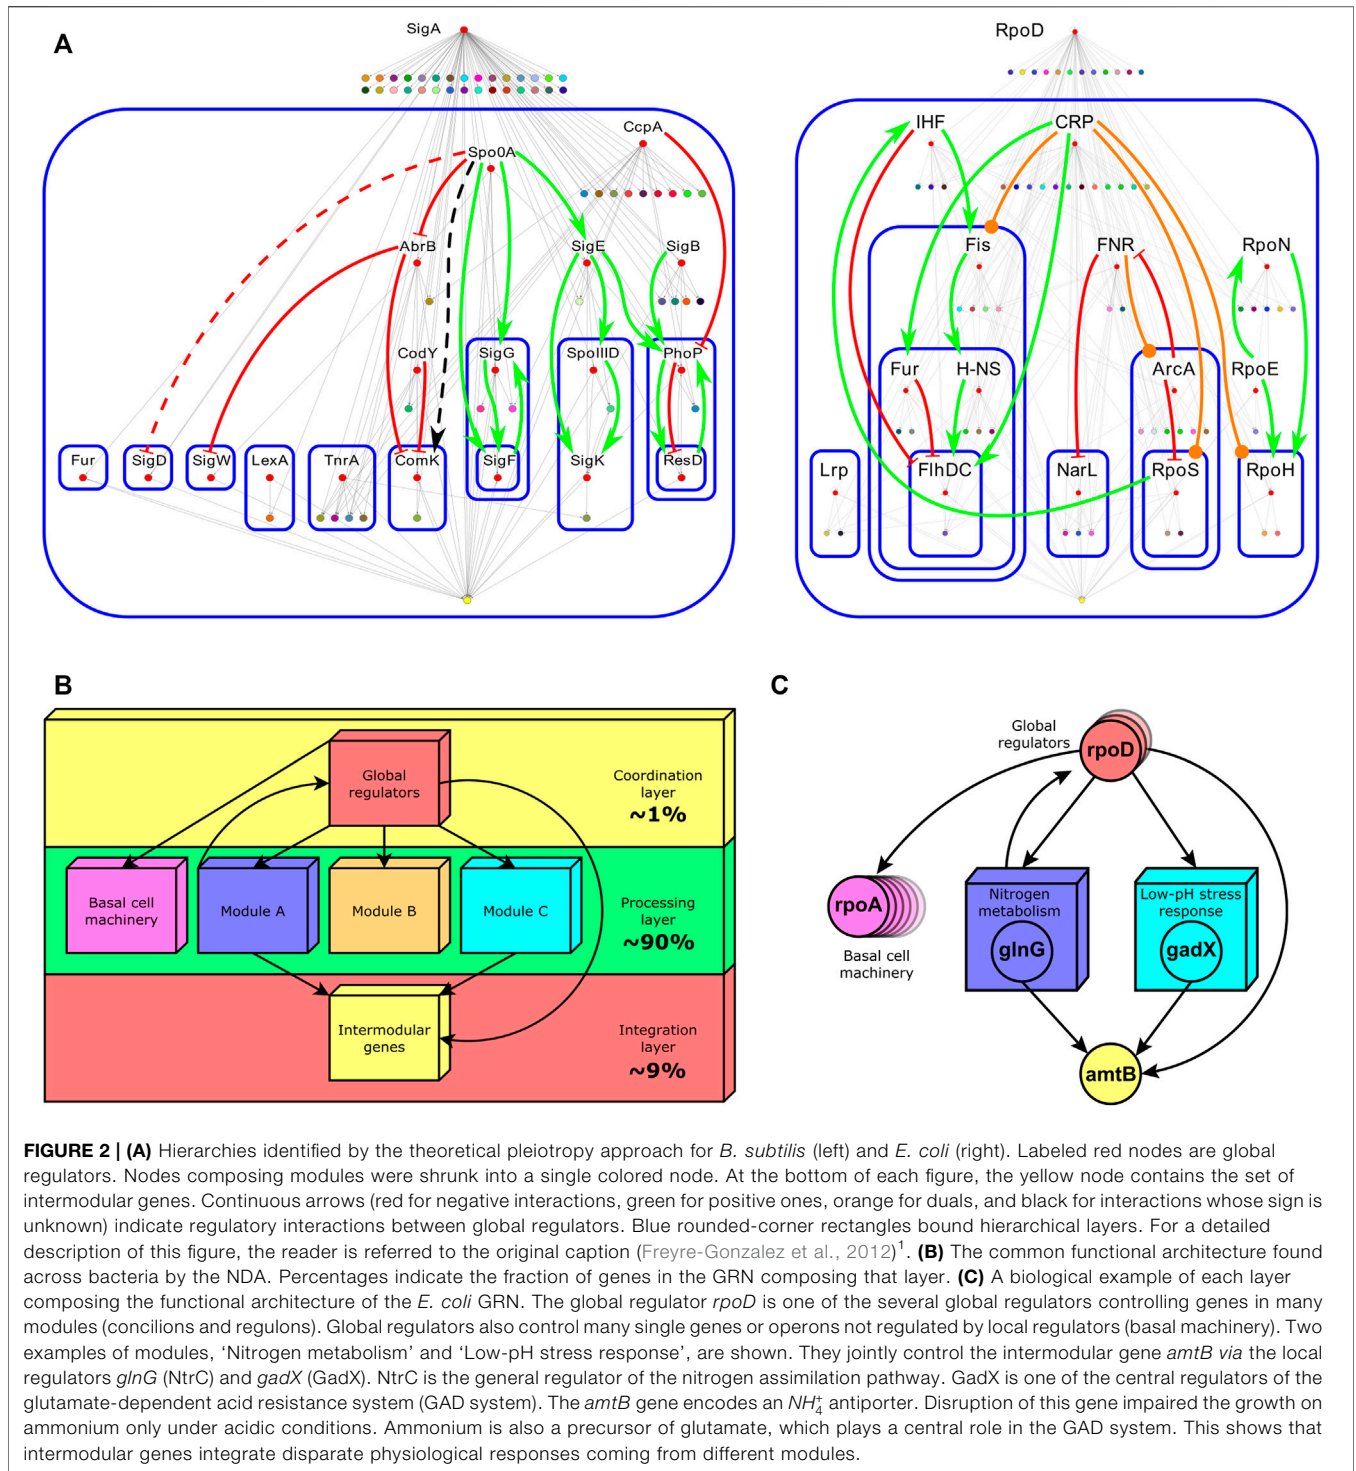 A
SigA
RpoD
CcpA
Spo0A
AbrB
SigE
SigB
CodY
SigG
SpoIIID
PhoP
Fur
SigD
SigW
LexA
TnrA
ComK
SigF
SigK
ResD
IHF
CRP
Fis
FNR
RpoN
Fur
H-NS
ArcA
RpoE
Lrp
FlhDC
NarL
RpoS
RpoH
B
Global
regulators
Coordination
layer
~1%
Basal cell
machinery
Module A
Module B
Module C
Processing
layer
~90%
Intermodular
genes
Integration
layer
~9%
C
Global
regulators
rpoD
rpoA
Basal cell
machinery
Nitrogen
metabolism
glnG
Low-pH stress
response
gadX
amtB
FIGURE 2 | (A) Hierarchies identified by the theoretical pleiotropy approach for B. subtilis (left) and E. coli (right). Labeled red nodes are global
regulators. Nodes composing modules were shrunk into a single colored node. At the bottom of each figure, the yellow node contains the set of
intermodular genes. Continuous arrows (red for negative interactions, green for positive ones, orange for duals, and black for interactions whose sign is
unknown) indicate regulatory interactions between global regulators. Blue rounded-corner rectangles bound hierarchical layers. For a detailed
description of this figure, the reader is referred to the original caption (Freyre-Gonzalez et al., 2012)¹. (B) The common functional architecture found
across bacteria by the NDA. Percentages indicate the fraction of genes in the GRN composing that layer. (C) A biological example of each layer
composing the functional architecture of the E. coli GRN. The global regulator rpoD is one of the several global regulators controlling genes in many
modules (concilions and regulons). Global regulators also control many single genes or operons not regulated by local regulators (basal machinery). Two
examples of modules, ‘Nitrogen metabolism’ and ‘Low-pH stress response’, are shown. They jointly control the intermodular gene amtB via the local
regulators glnG (NtrC) and gadX (GadX). NtrC is the general regulator of the nitrogen assimilation pathway. GadX is one of the central regulators of the
glutamate-dependent acid resistance system (GAD system). The amtB gene encodes an NH₄⁺ antiporter. Disruption of this gene impaired the growth on
ammonium only under acidic conditions. Ammonium is also a precursor of glutamate, which plays a central role in the GAD system. This shows that
intermodular genes integrate disparate physiological responses coming from different modules.